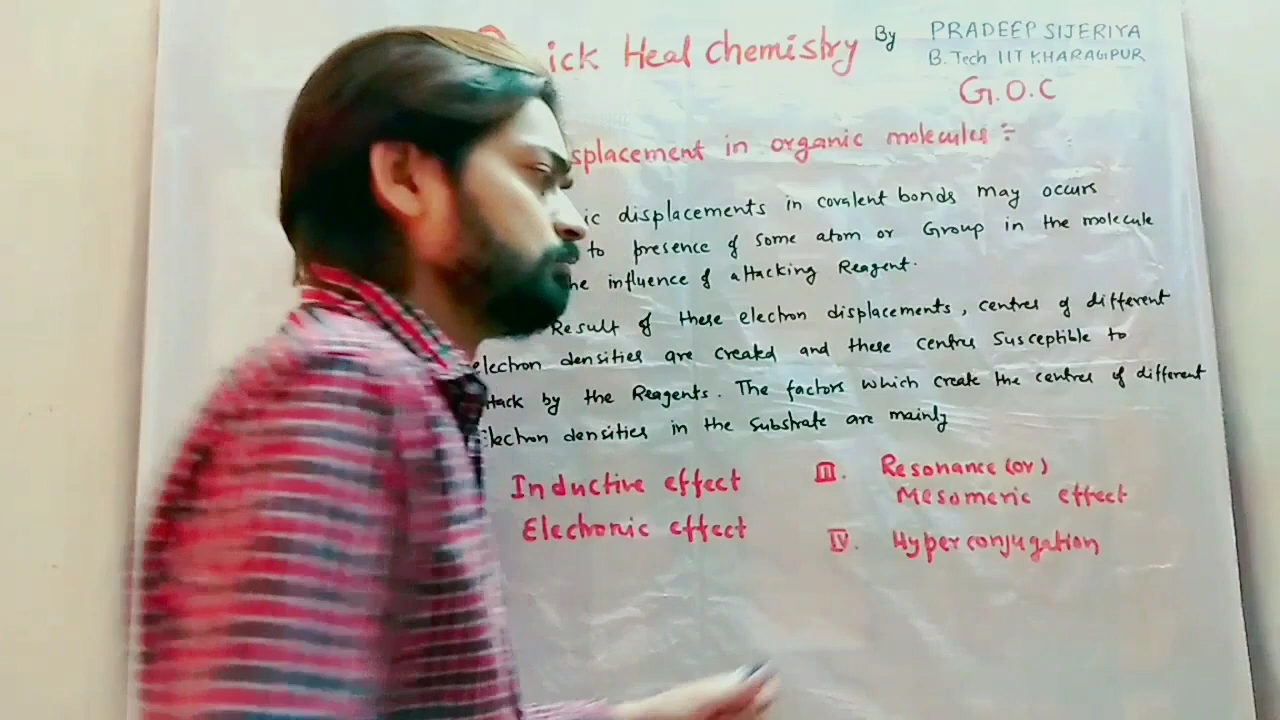 ick Heal Chemistry By PRADEEP SIJERIYA
B.Tech IIT KHARAGPUR
G.O.C
splacement in organic molecules :-
ic displacements in covalent bonds may occurs
to presence of some atom or Group in the molecule
he influence of attacking Reagent.
Result of these electron displacements, centres of different
electron densities are created and these centres Susceptible to
ttack by the Reagents. The factors which create the centres of different
Electron densities in the Substrate are mainly
Inductive effect
Electronic effect
III. Resonance (or)
Mesomeric effect
IV. Hyperconjugation